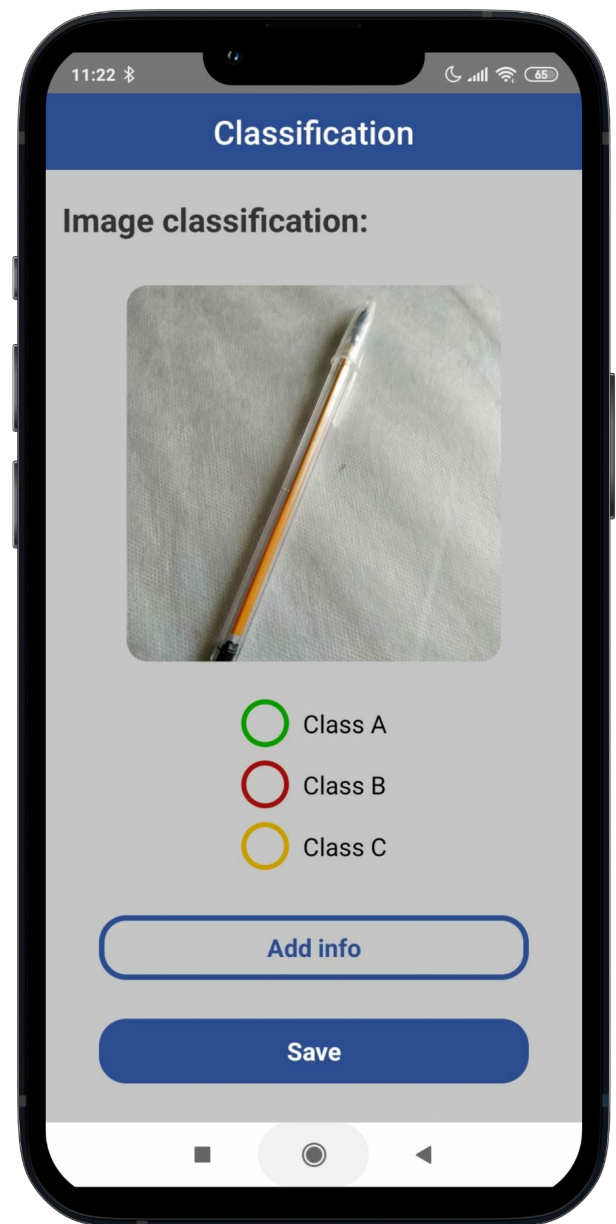 11:22
65
Classification
Image classification:
Class A
Class B
Class C
Add info
Save